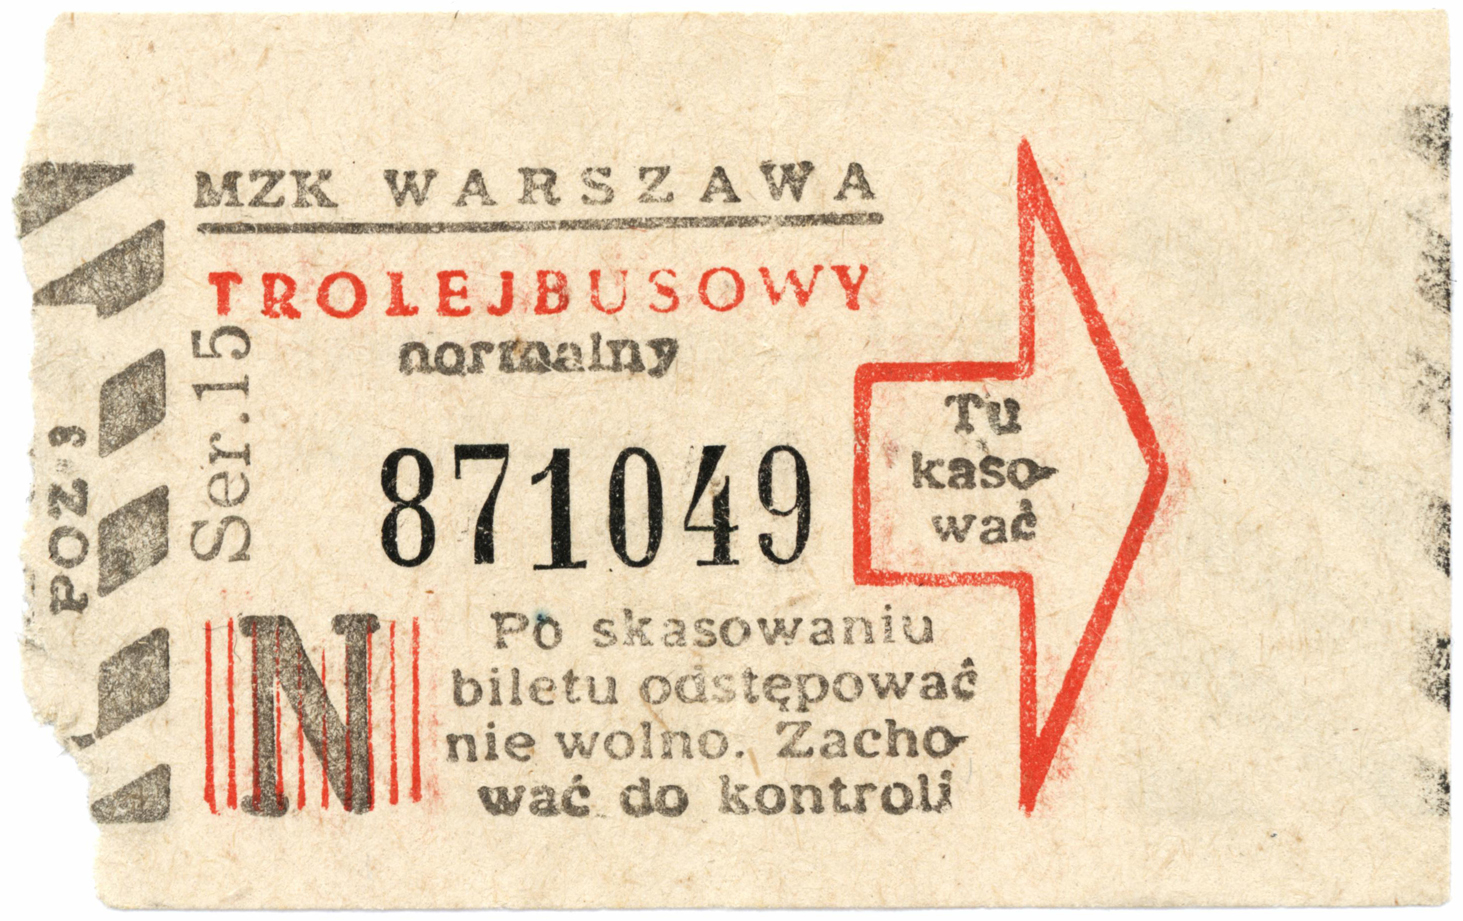 MZK WARSZAWA
TROLEJBUSOWY
normalny
Ser.15
POZ 3
871049
Tu
kaso-
wać
N
Po skasowaniu
biletu odstępować
nie wolno. Zacho-
wać do kontroli